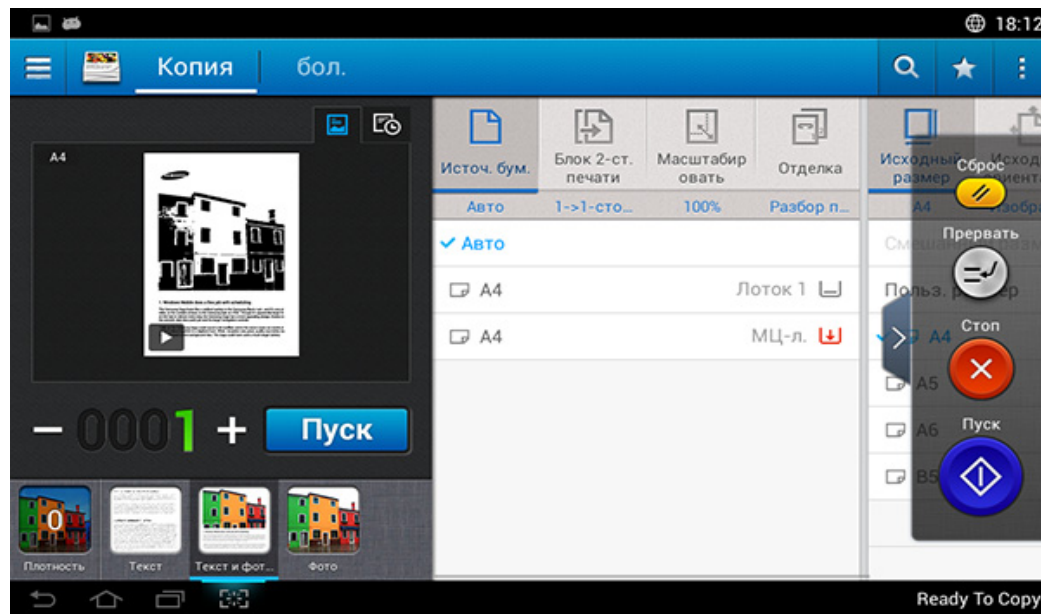 18:12
Копия
бол.
A4
Источ. бум.
Блок 2-ст.
печати
Масштабир
овать
Отделка
Исходный
размер
Авто
1->1-сто...
100%
Разбор п...
A4
Авто
A4
Лоток 1
A4
МЦ-л.
Сброс
Прервать
Стоп
Пуск
Польз.
A4
A5
A6
B5
0001
Пуск
0
Плотность
Текст
Текст и фот...
Фото
Ready To Copy